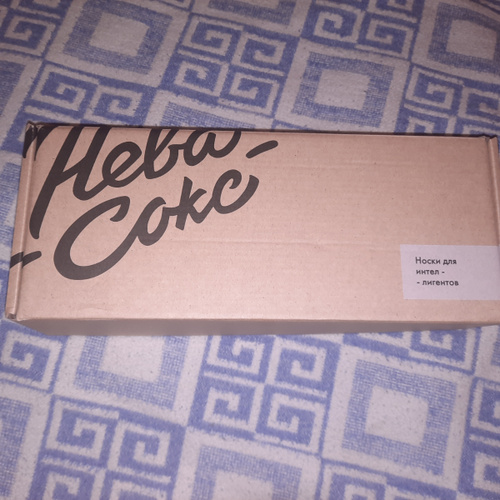 Нева-
-Сокс
Носки для
интел -
- лигентов